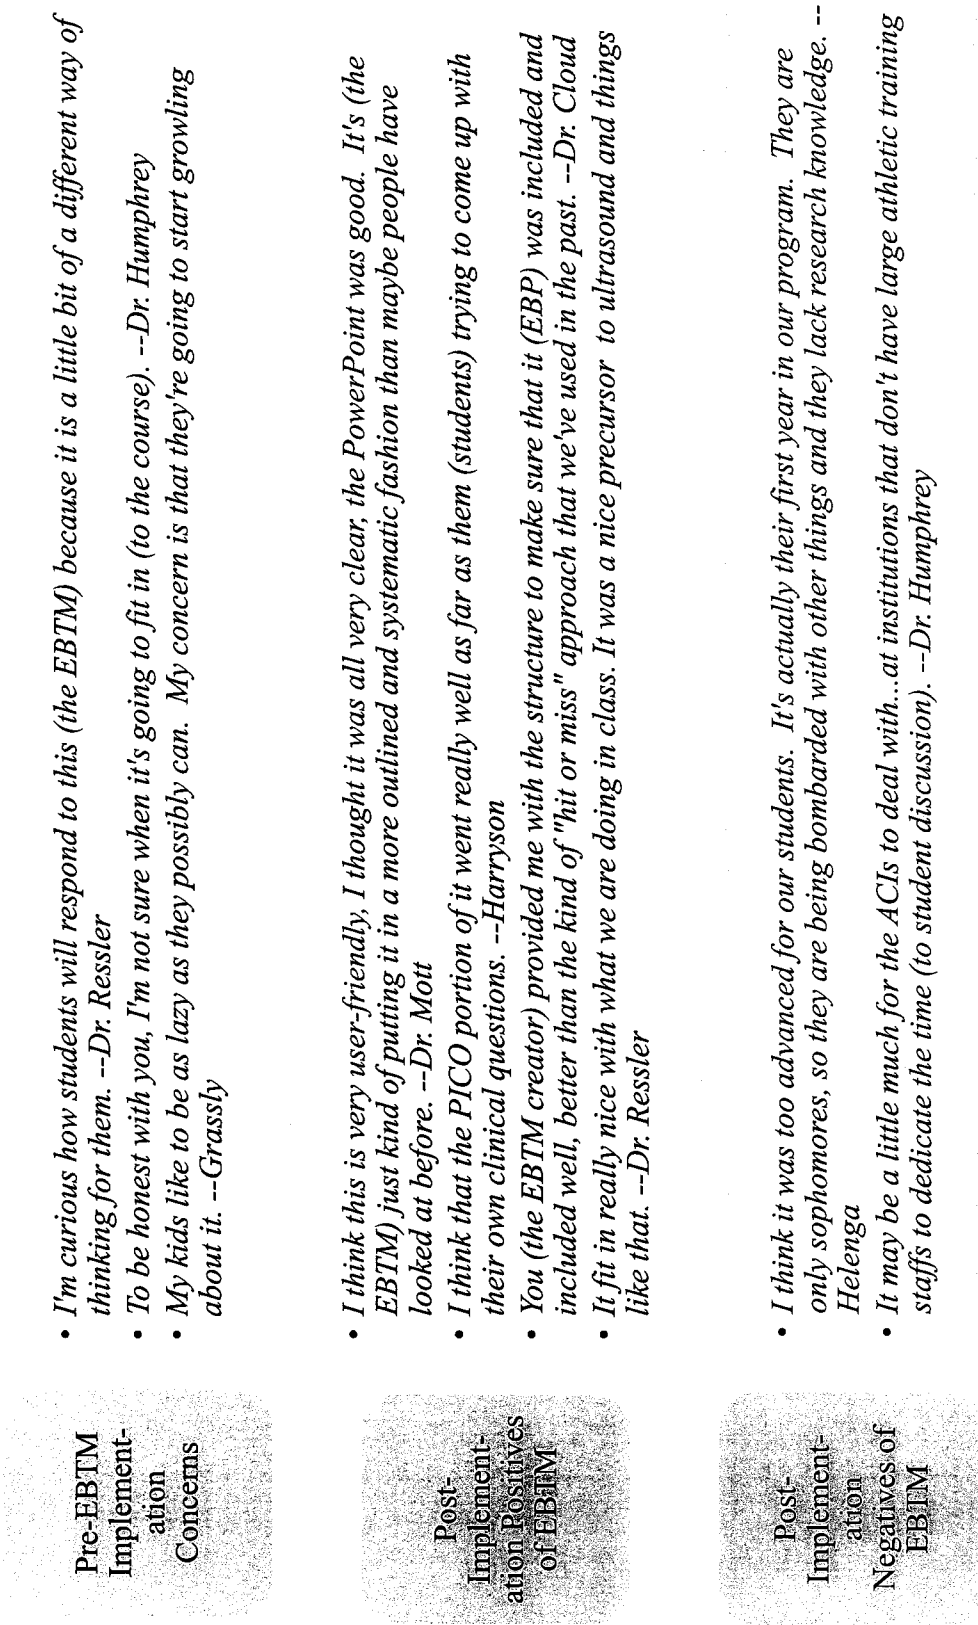 Pre-EBTM
Implement-
ation
Concerns
• I'm curious how students will respond to this (the EBTM) because it is a little bit of a different way of
thinking for them. --Dr. Ressler
• To be honest with you, I'm not sure when it's going to fit in (to the course). --Dr. Humphrey
• My kids like to be as lazy as they possibly can.  My concern is that they're going to start growling
about it. --Grassly
Post-
Implement-
ation Positives
of EBTM
• I think this is very user-friendly, I thought it was all very clear, the PowerPoint was good.  It's (the
EBTM) just kind of putting it in a more outlined and systematic fashion than maybe people have
looked at before. --Dr. Mott
• I think that the PICO portion of it went really well as far as them (students) trying to come up with
their own clinical questions. --Harryson
• You (the EBTM creator) provided me with the structure to make sure that it (EBP) was included and
included well, better than the kind of "hit or miss" approach that we've used in the past. --Dr. Cloud
• It fit in really nice with what we are doing in class. It was a nice precursor to ultrasound and things
like that. --Dr. Ressler
Post-
Implement-
ation
Negatives of
EBTM
• I think it was too advanced for our students.  It's actually their first year in our program.  They are
only sophomores, so they are being bombarded with other things and they lack research knowledge. --
Helenga
• It may be a little much for the ACIs to deal with...at institutions that don't have large athletic training
staffs to dedicate the time (to student discussion). --Dr. Humphrey